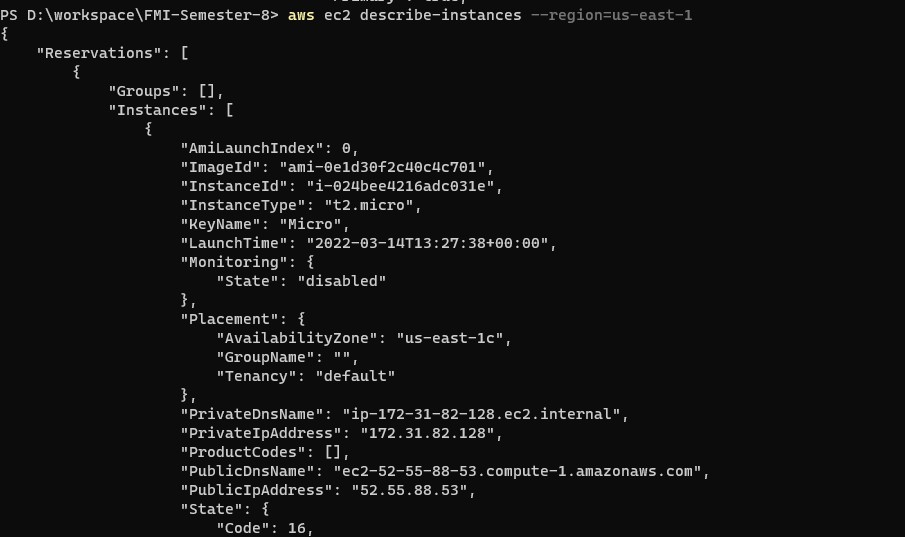 PS D:\workspace\FMI-Semester-8> aws ec2 describe-instances --region=us-east-1
{
    "Reservations": [
        {
            "Groups": [],
            "Instances": [
                {
                    "AmiLaunchIndex": 0,
                    "ImageId": "ami-0e1d30f2c40c4c701",
                    "InstanceId": "i-024bee4216adc031e",
                    "InstanceType": "t2.micro",
                    "KeyName": "Micro",
                    "LaunchTime": "2022-03-14T13:27:38+00:00",
                    "Monitoring": {
                        "State": "disabled"
                    },
                    "Placement": {
                        "AvailabilityZone": "us-east-1c",
                        "GroupName": "",
                        "Tenancy": "default"
                    },
                    "PrivateDnsName": "ip-172-31-82-128.ec2.internal",
                    "PrivateIpAddress": "172.31.82.128",
                    "ProductCodes": [],
                    "PublicDnsName": "ec2-52-55-88-53.compute-1.amazonaws.com",
                    "PublicIpAddress": "52.55.88.53",
                    "State": {
                        "Code": 16,